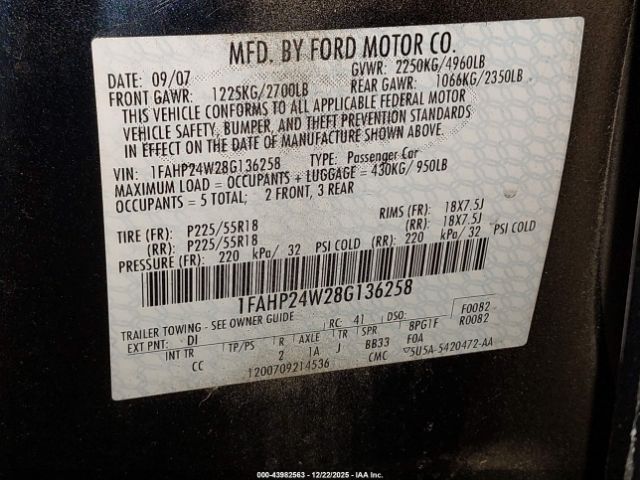 MFD. BY FORD MOTOR CO.
DATE: 09/07 GVWR: 2250KG/4960LB
FRONT GAWR: 1225KG/2700LB REAR GAWR: 1066KG/2350LB
THIS VEHICLE CONFORMS TO ALL APPLICABLE FEDERAL MOTOR
VEHICLE SAFETY, BUMPER, AND THEFT PREVENTION STANDARDS
IN EFFECT ON THE DATE OF MANUFACTURE SHOWN ABOVE.
VIN: 1FAHP24W28G136258 TYPE: Passenger Car
MAXIMUM LOAD = OCCUPANTS + LUGGAGE = 430KG/ 950LB
OCCUPANTS = 5 TOTAL; 2 FRONT, 3 REAR
TIRE (FR): P225/55R18 RIMS (FR): 18X7.5J
(RR): P225/55R18 (RR): 18X7.5J
PRESSURE (FR): 220 kPa/ 32 PSI COLD (RR): 220 kPa/ 32 PSI COLD
1FAHP24W28G136258
TRAILER TOWING - SEE OWNER GUIDE
EXT PNT: DI RC: 41 DSO: F0082
INT TR TP/PS R AXLE TR SPR 8PG1F R0082
CC 2 1A J BB33 F0A
1200709214536 CMC 5U5A-5420472-AA
000-43982563 - 12/22/2025 - IAA Inc.